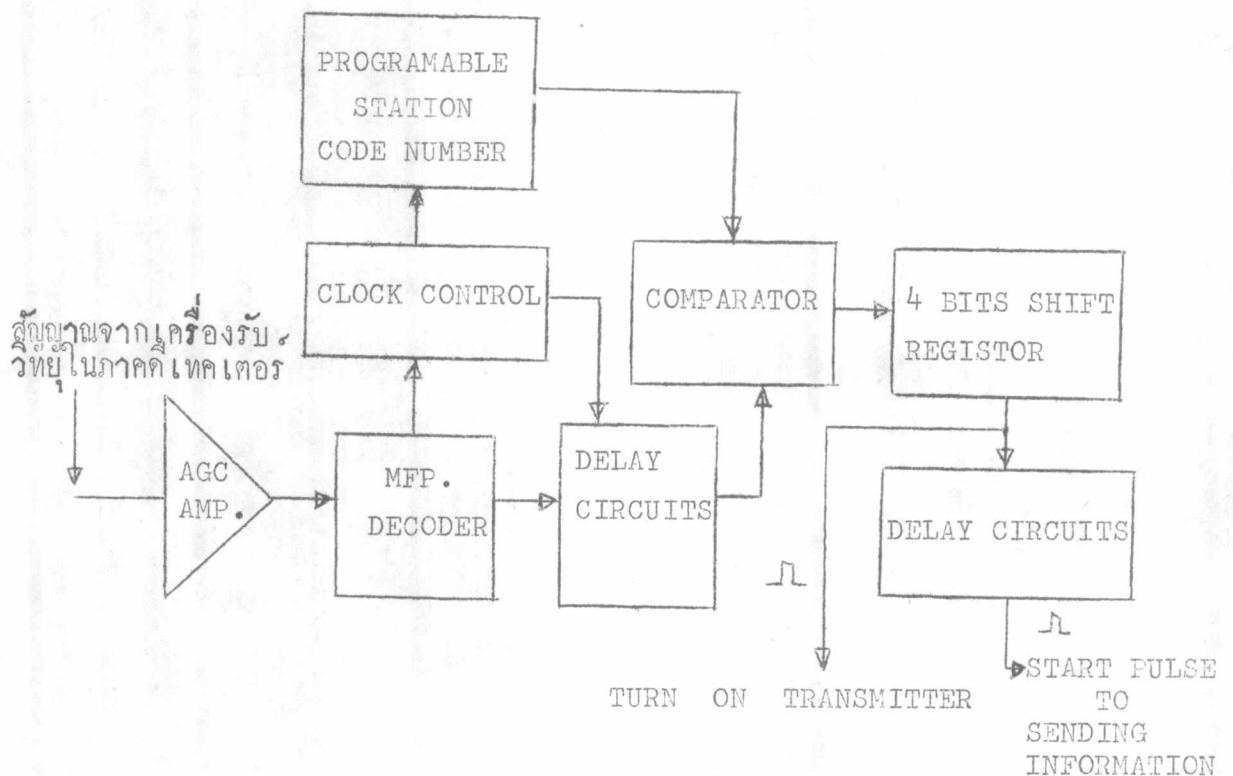 PROGRAMABLE
STATION
CODE NUMBER
CLOCK CONTROL
COMPARATOR
4 BITS SHIFT
REGISTOR
สัญญาณจากเครื่องรับ
วิทยุในภาคดีเทคเตอร์
AGC
AMP.
MFP.
DECODER
DELAY
CIRCUITS
DELAY CIRCUITS
TURN ON TRANSMITTER
START PULSE
TO
SENDING
INFORMATION